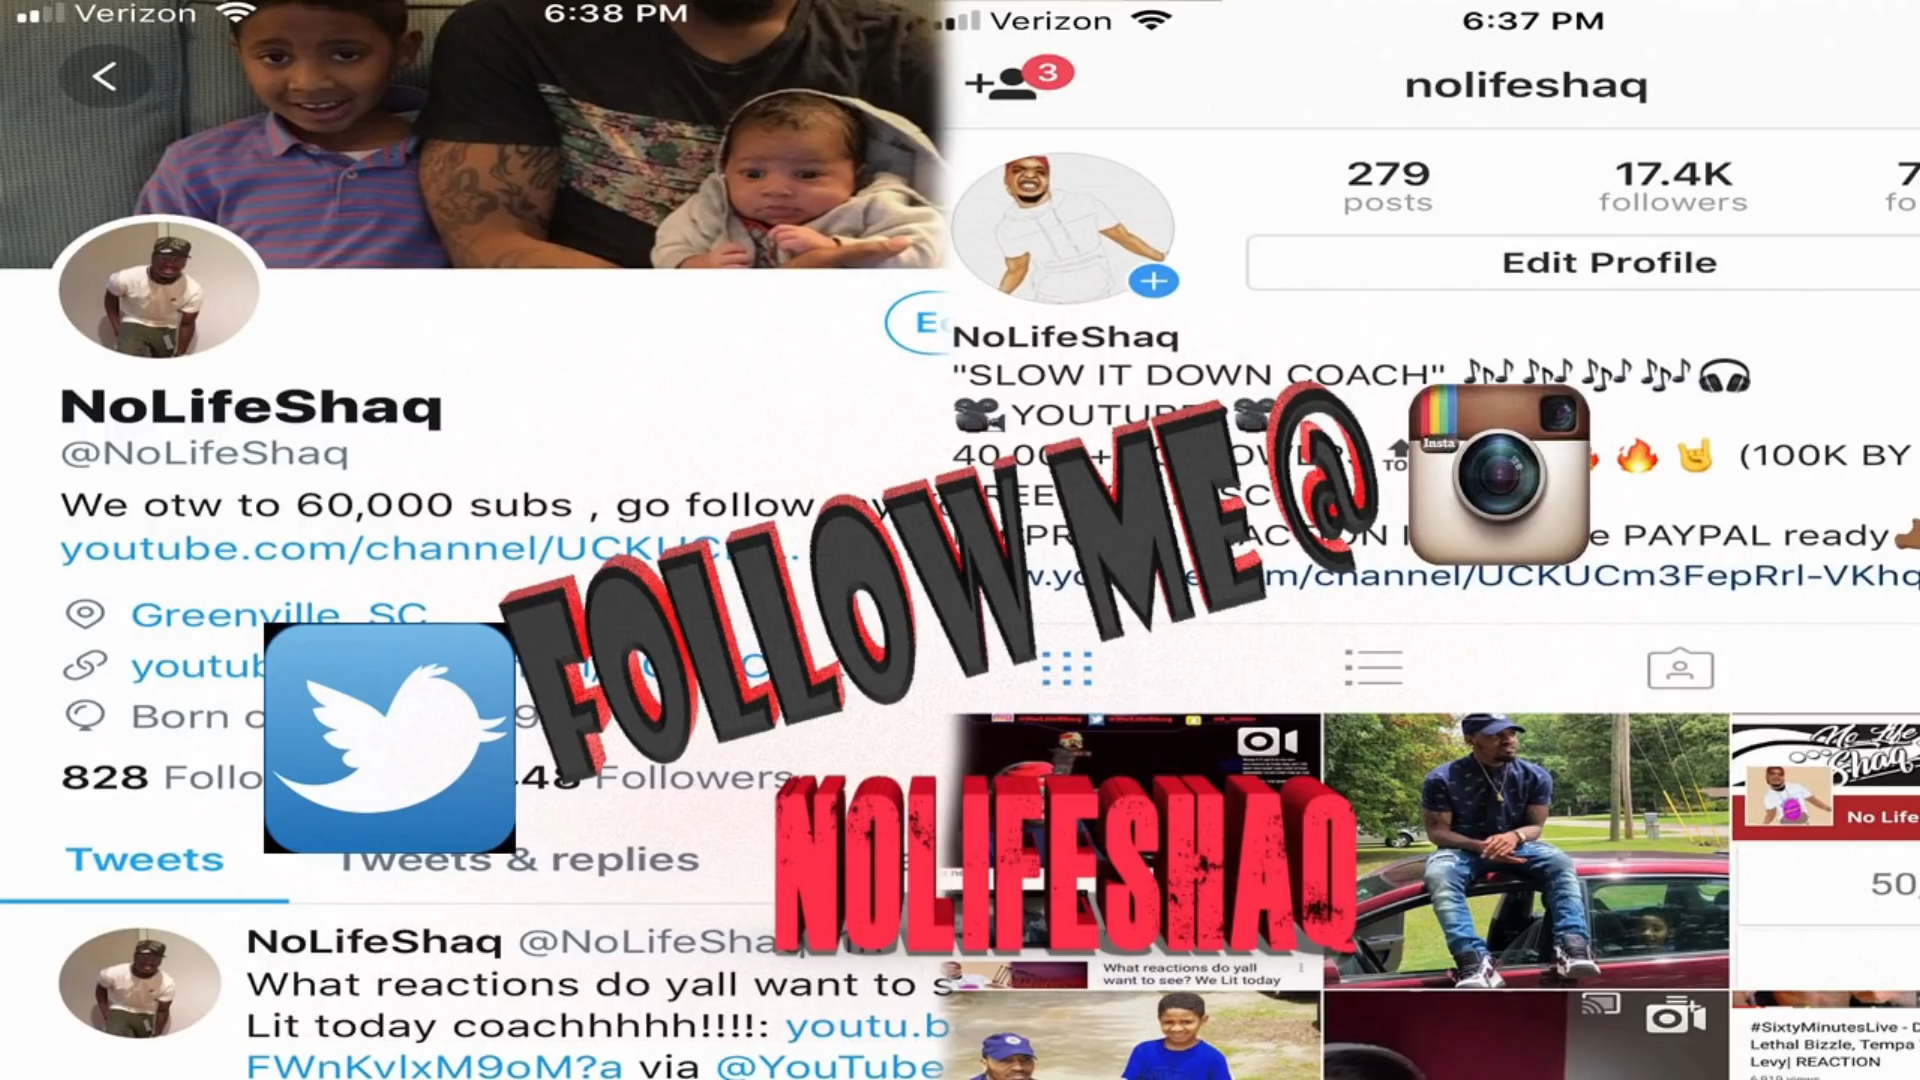 Verizon
6:38 PM
NoLifeShaq
@NoLifeShaq
We otw to 60,000 subs , go follow
youtube.com/channel/
Greenville, SC
Born
828
Followers
Tweets
Tweets & replies
NoLifeShaq
What reactions do yall want to
Lit today coachhhhh!!!!: youtu.b
FWnKvlxM9oM?a via @YouTube
Verizon
6:37 PM
3
nolifeshaq
279
posts
17.4K
followers
Edit Profile
NoLifeShaq
"SLOW IT DOWN COACH"
(100K BY
PAYPAL ready
/channel/UCKUCm3FepRrl-VKhq
Insta
FOLLOW ME @
NOLIFESHAQ
What reactions do yall
want to see? We Lit today
No Life
Shaq
No Life
50,
#SixtyMinutesLive -
Lethal Bizzle, Tempa
Levy| REACTION